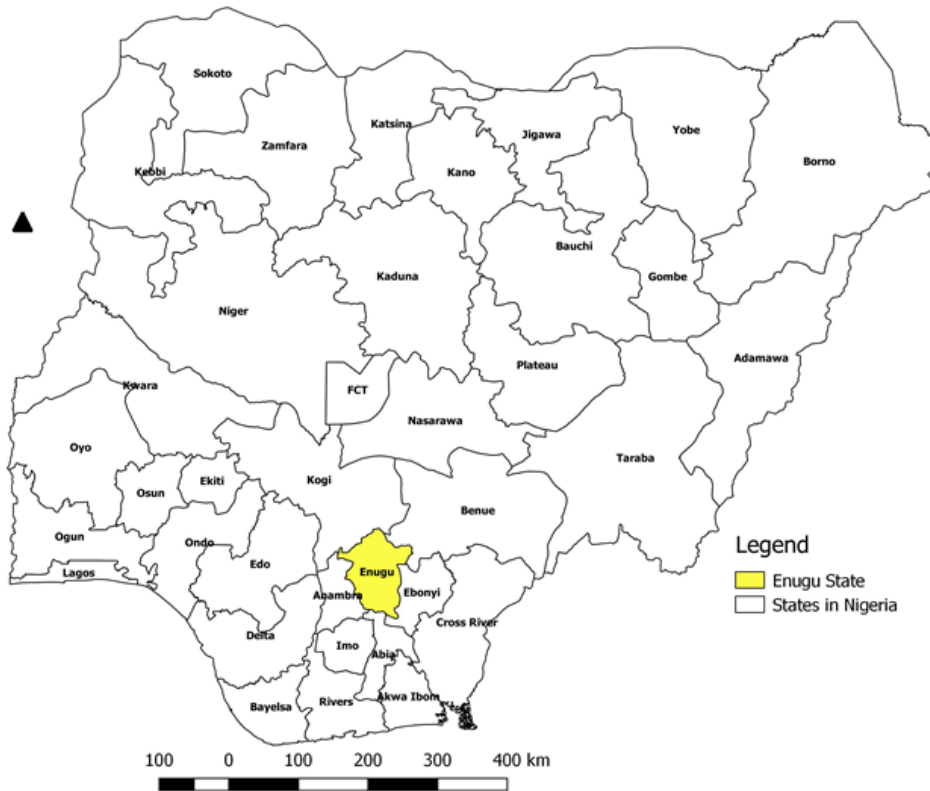 Sokoto
Katsina
Yobe
Jigawa
Zamfara
Borno
Kebbi
Kano
Bauchi
Gombe
Kaduna
Niger
Adamawa
Plateau
Kwara
FCT
Nasarawa
Oyo
Taraba
Ekiti
Kogi
Osun
Benue
Ogun
Ondo
Edo
Enugu
Lagos
Ebonyi
Anambra
Cross River
Delta
Imo
Abia
Akwa Ibom
Rivers
Bayelsa
Legend
Enugu State
States in Nigeria
100 0 100 200 300 400 km